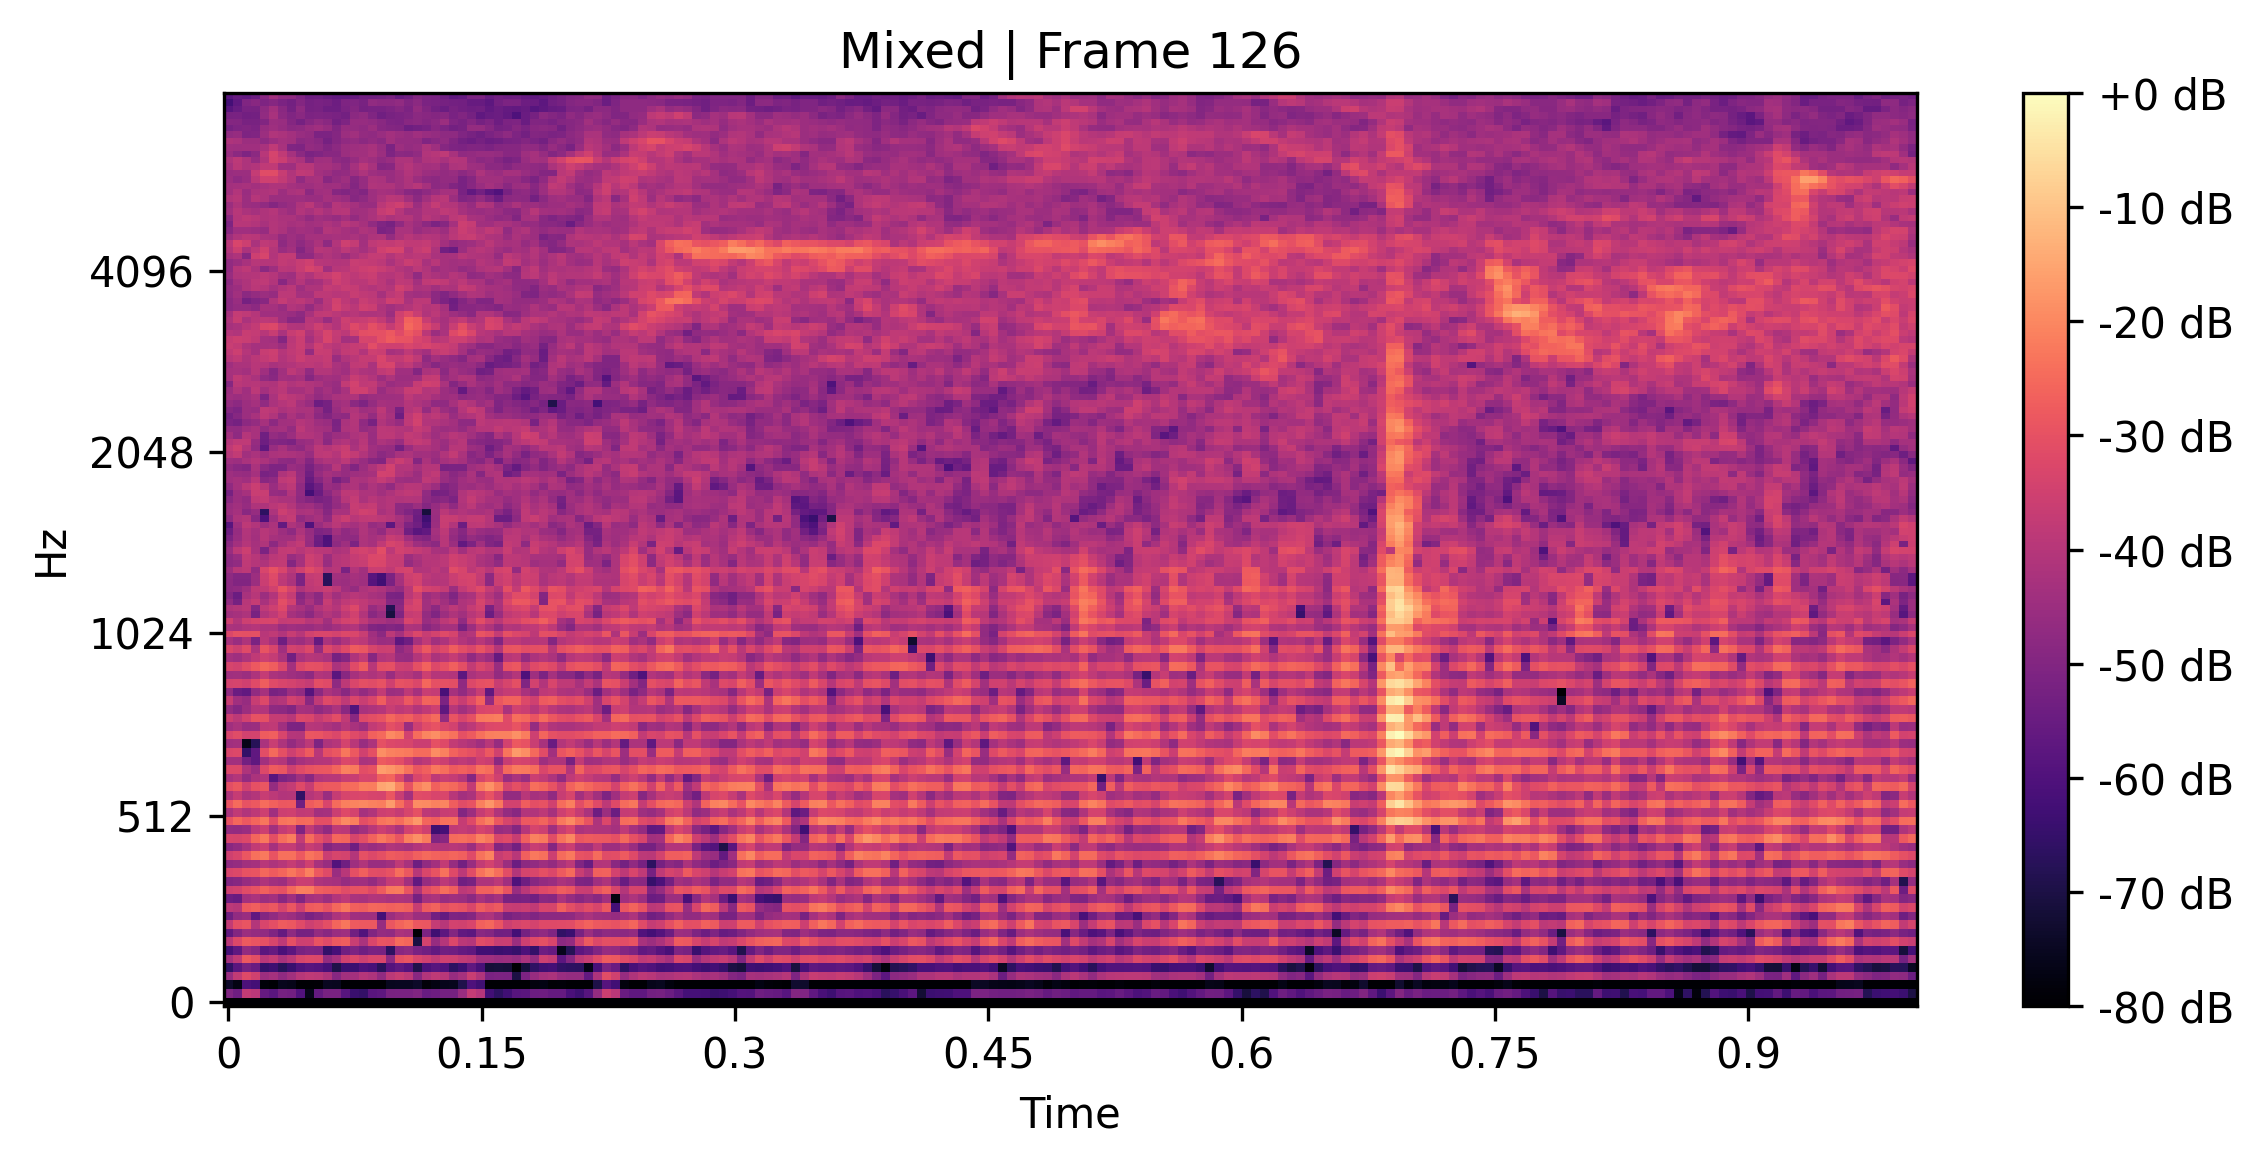 Mixed | Frame 126
Hz
4096
2048
1024
512
0
0 0.15 0.3 0.45 0.6 0.75 0.9
Time
+0 dB
-10 dB
-20 dB
-30 dB
-40 dB
-50 dB
-60 dB
-70 dB
-80 dB